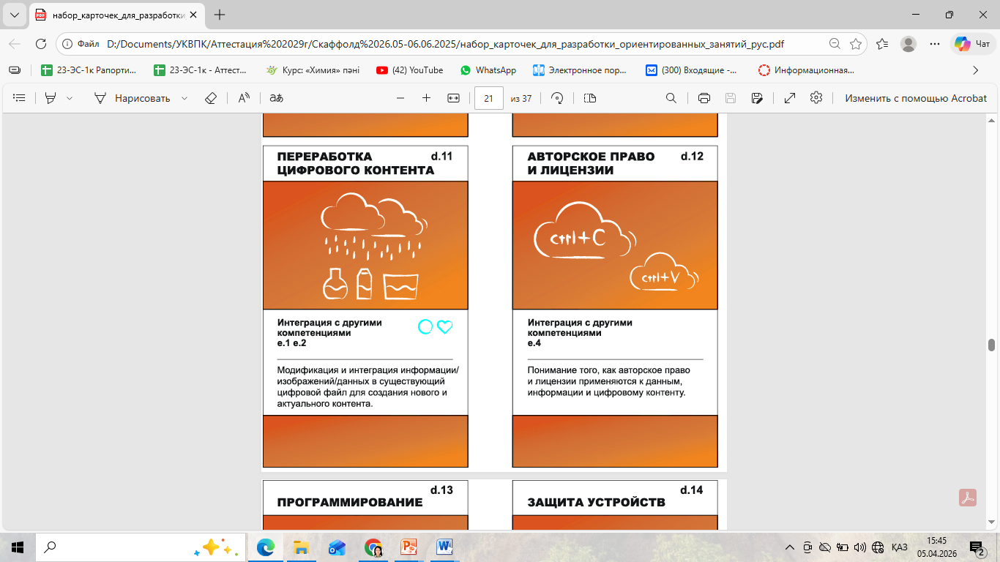 набор_карточек_для_разработки_
Файл
D:/Documents/УКВПК/Аттестация%202029г/Скаффолд%2026.05-06.06.2025/набор_карточек_для_разработки_ориентированных_занятий_рус.pdf
Чат
23-ЭС-1к Рапорти...
23-ЭС-1к - Аттест...
Курс: «Химия» пәні
(42) YouTube
WhatsApp
Электронное пор...
(300) Входящие -...
Информационная...
Нарисовать
21
из 37
Изменить с помощью Acrobat
ПЕРЕРАБОТКА
ЦИФРОВОГО КОНТЕНТА
d.11
Интеграция с другими
компетенциями
e.1 e.2
Модификация и интеграция информации/
изображений/данных в существующий
цифровой файл для создания нового и
актуального контента.
АВТОРСКОЕ ПРАВО
И ЛИЦЕНЗИИ
d.12
ctrl+C
ctrl+V
Интеграция с другими
компетенциями
e.4
Понимание того, как авторское право
и лицензии применяются к данным,
информации и цифровому контенту.
d.13
ПРОГРАММИРОВАНИЕ
d.14
ЗАЩИТА УСТРОЙСТВ
ҚАЗ
15:45
05.04.2026
2